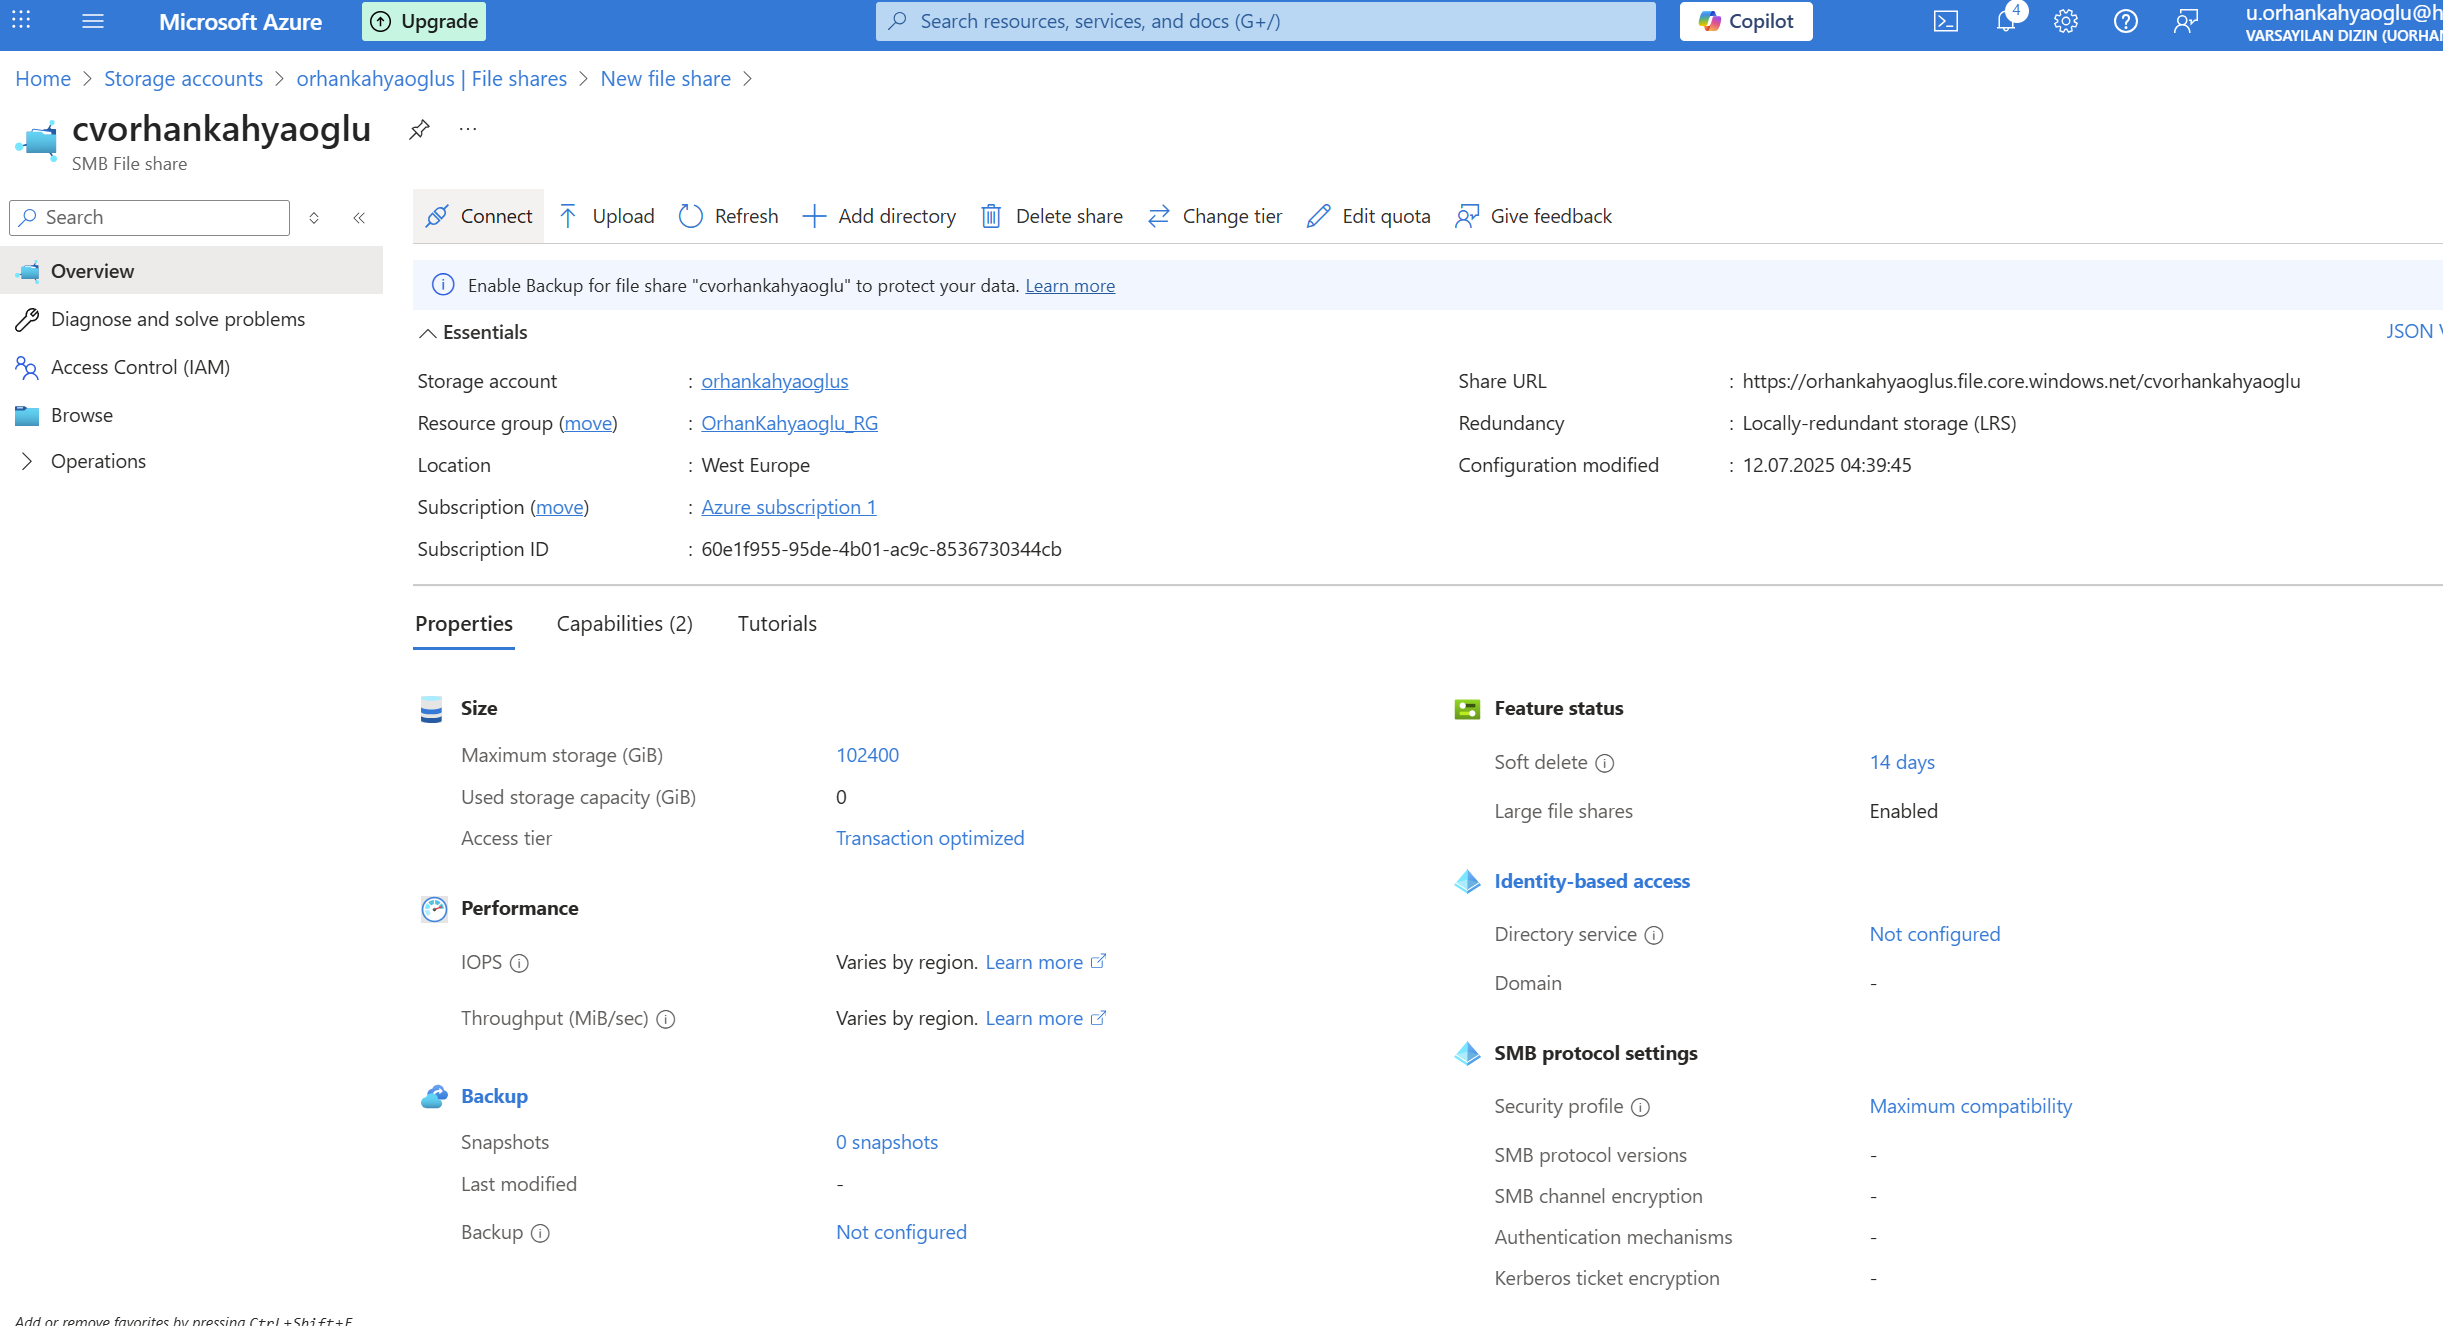 Microsoft Azure
Upgrade
Search resources, services, and docs (G+/)
Copilot
4
u.orhankahyaoglu@h
VARSAYILAN DIZIN (UORHAN
Home > Storage accounts > orhankahyaoglus | File shares > New file share >
cvorhankahyaoglu
...
SMB File share
Search
Overview
Diagnose and solve problems
Access Control (IAM)
Browse
Operations
Connect
Upload
Refresh
Add directory
Delete share
Change tier
Edit quota
Give feedback
Enable Backup for file share "cvorhankahyaoglu" to protect your data. Learn more
Essentials
JSON V
Storage account : orhankahyaoglus
Resource group (move) : OrhanKahyaoglu_RG
Location : West Europe
Subscription (move) : Azure subscription 1
Subscription ID : 60e1f955-95de-4b01-ac9c-8536730344cb
Share URL : https://orhankahyaoglus.file.core.windows.net/cvorhankahyaoglu
Redundancy : Locally-redundant storage (LRS)
Configuration modified : 12.07.2025 04:39:45
Properties
Capabilities (2)
Tutorials
Size
Maximum storage (GiB) 102400
Used storage capacity (GiB) 0
Access tier Transaction optimized
Performance
IOPS Varies by region. Learn more
Throughput (MiB/sec) Varies by region. Learn more
Backup
Snapshots 0 snapshots
Last modified -
Backup Not configured
Feature status
Soft delete 14 days
Large file shares Enabled
Identity-based access
Directory service Not configured
Domain -
SMB protocol settings
Security profile Maximum compatibility
SMB protocol versions -
SMB channel encryption -
Authentication mechanisms -
Kerberos ticket encryption -
Add or remove favorites by pressing Ctrl+Shift+F